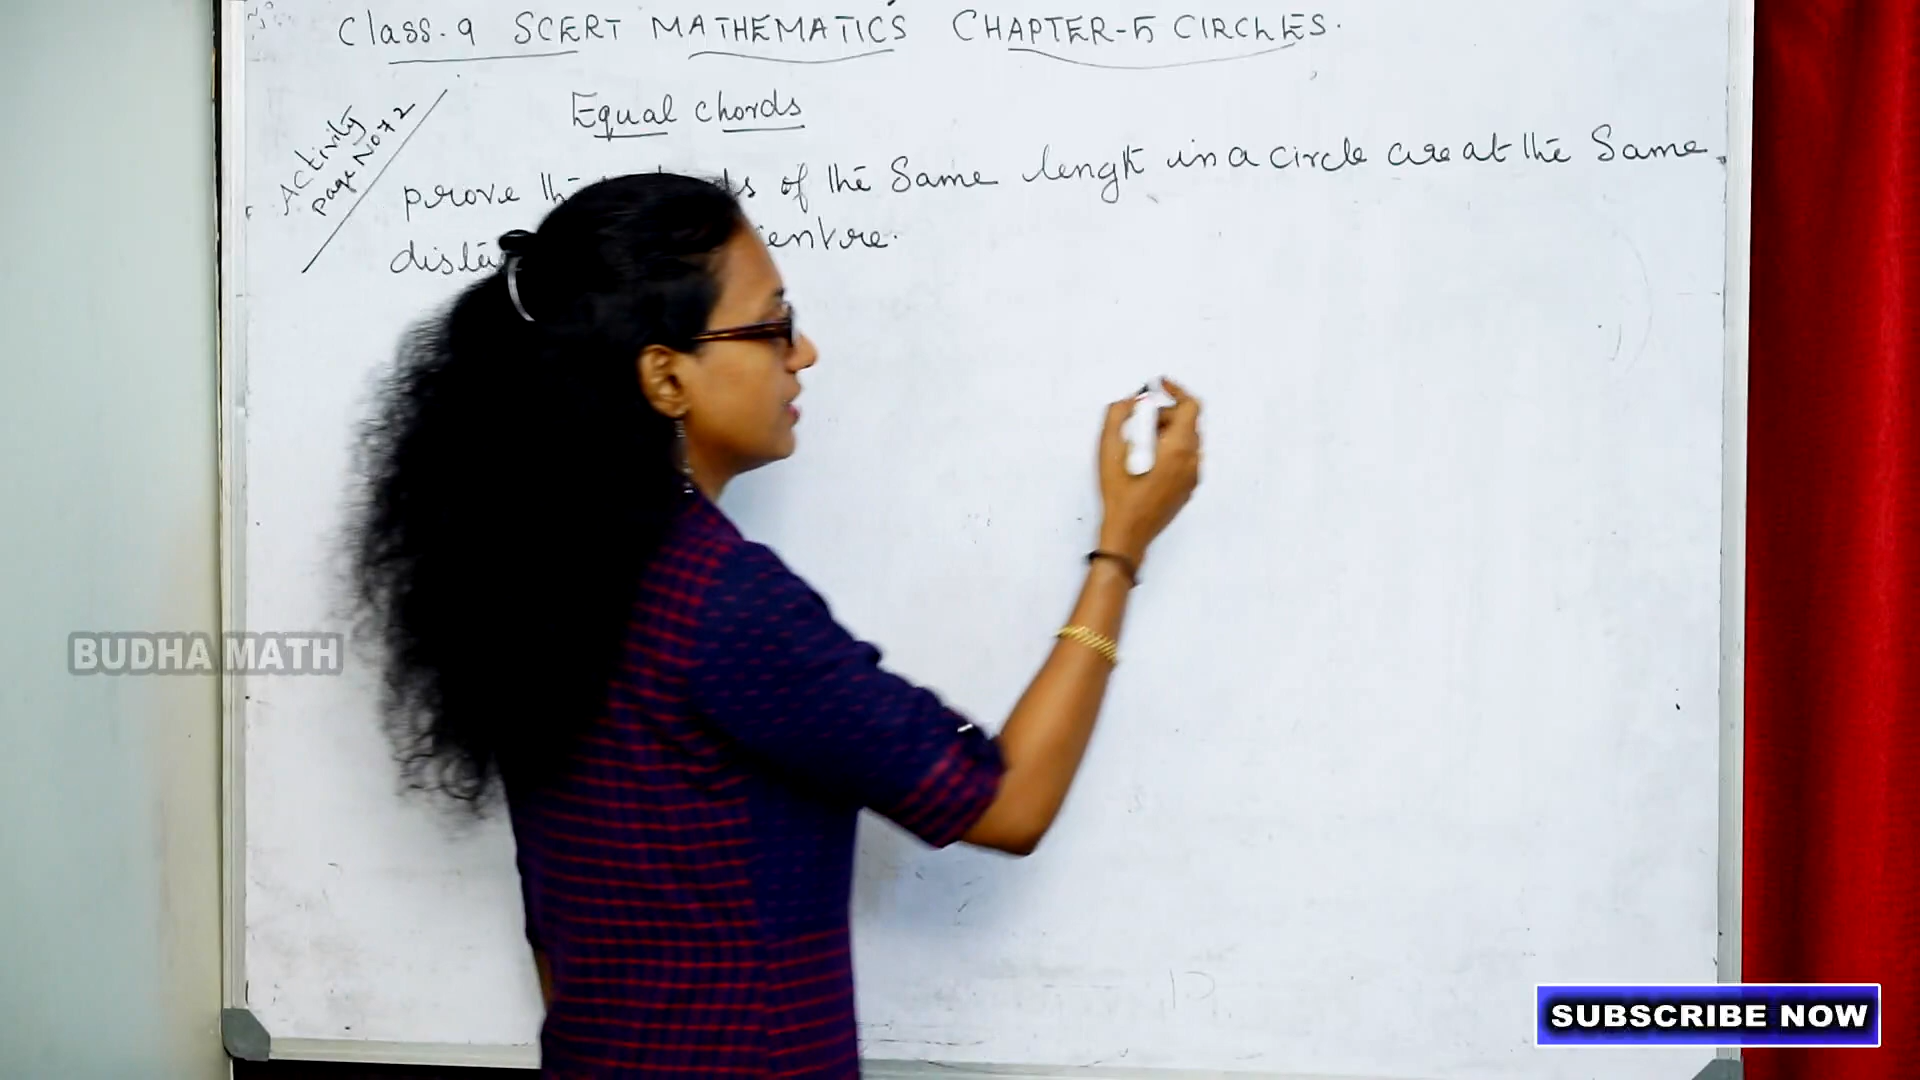 Class.9 SCERT MATHEMATICS CHAPTER-5 CIRCLES.
Activity
page No 72
Equal chords
prove of the Same length in a circle are at the Same
BUDHA MATH
SUBSCRIBE NOW